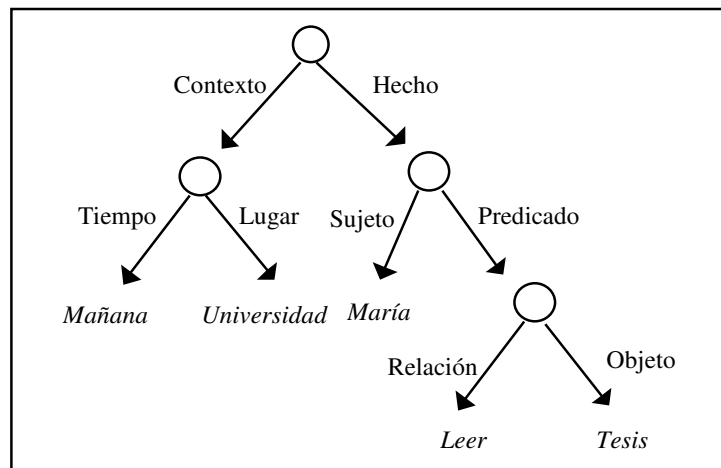 Contexto Hecho
Tiempo Lugar Sujeto Predicado
Mañana Universidad María
Relación Objeto
Leer Tesis